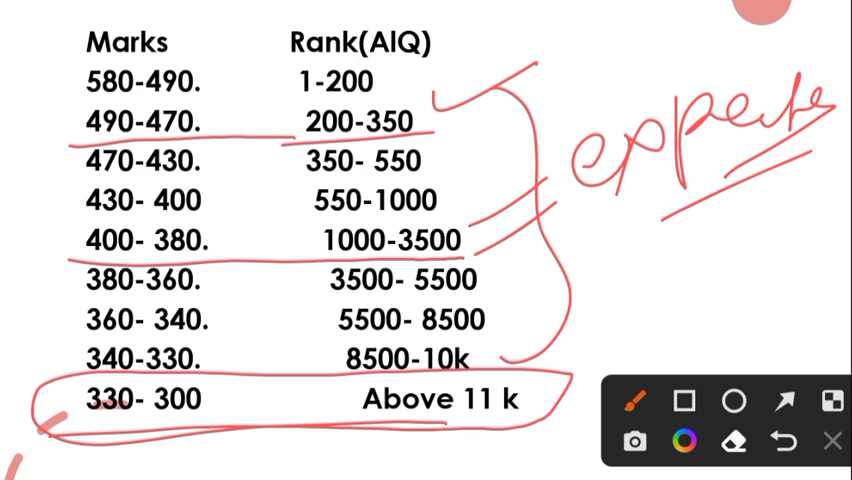 Marks Rank(AIQ)
580-490. 1-200
490-470. 200-350
470-430. 350- 550
430- 400 550-1000
400- 380. 1000-3500
380-360. 3500- 5500
360- 340. 5500- 8500
340-330. 8500-10k
330- 300 Above 11 k